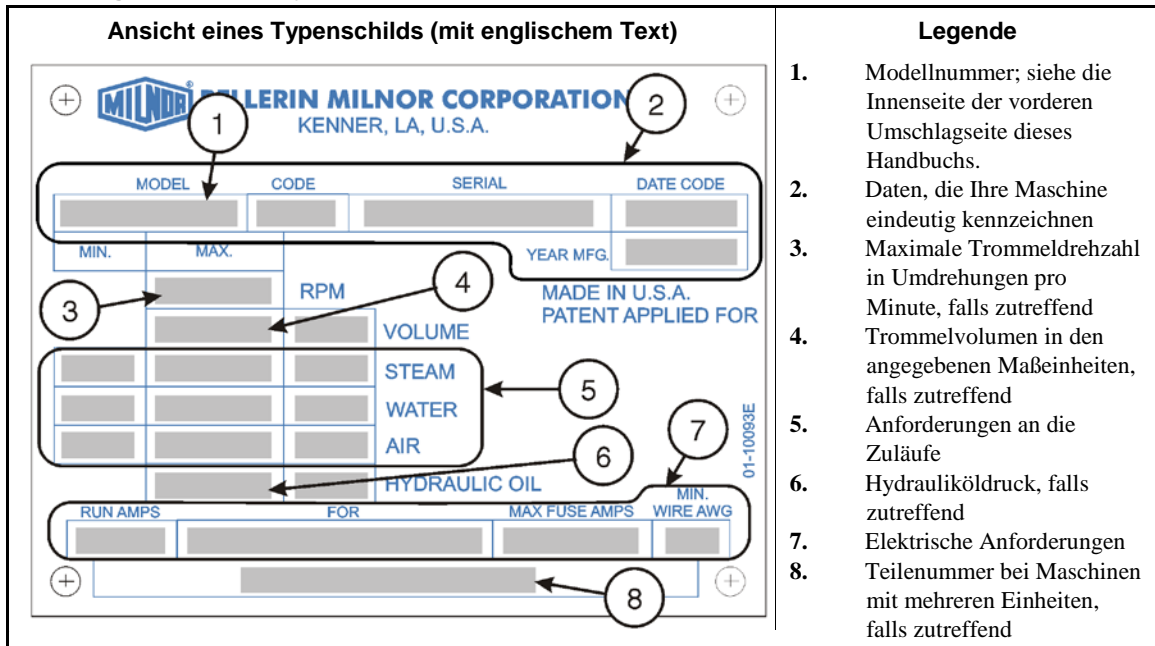 Ansicht eines Typenschilds (mit englischem Text)
MILNOR®
PELLERIN MILNOR CORPORATION
KENNER, LA, U.S.A.
1
2
MODEL CODE SERIAL DATE CODE
MIN. MAX.
YEAR MFG.
3
RPM
4
MADE IN U.S.A.
PATENT APPLIED FOR
VOLUME
STEAM
5
WATER
AIR
6
7
01-10093E
HYDRAULIC OIL
RUN AMPS FOR MAX FUSE AMPS MIN.
WIRE AWG
8
Legende
1. Modellnummer; siehe die
Innenseite der vorderen
Umschlagseite dieses
Handbuchs.
2. Daten, die Ihre Maschine
eindeutig kennzeichnen
3. Maximale Trommeldrehzahl
in Umdrehungen pro
Minute, falls zutreffend
4. Trommelvolumen in den
angegebenen Maßeinheiten,
falls zutreffend
5. Anforderungen an die
Zuläufe
6. Hydrauliköldruck, falls
zutreffend
7. Elektrische Anforderungen
8. Teilenummer bei Maschinen
mit mehreren Einheiten,
falls zutreffend